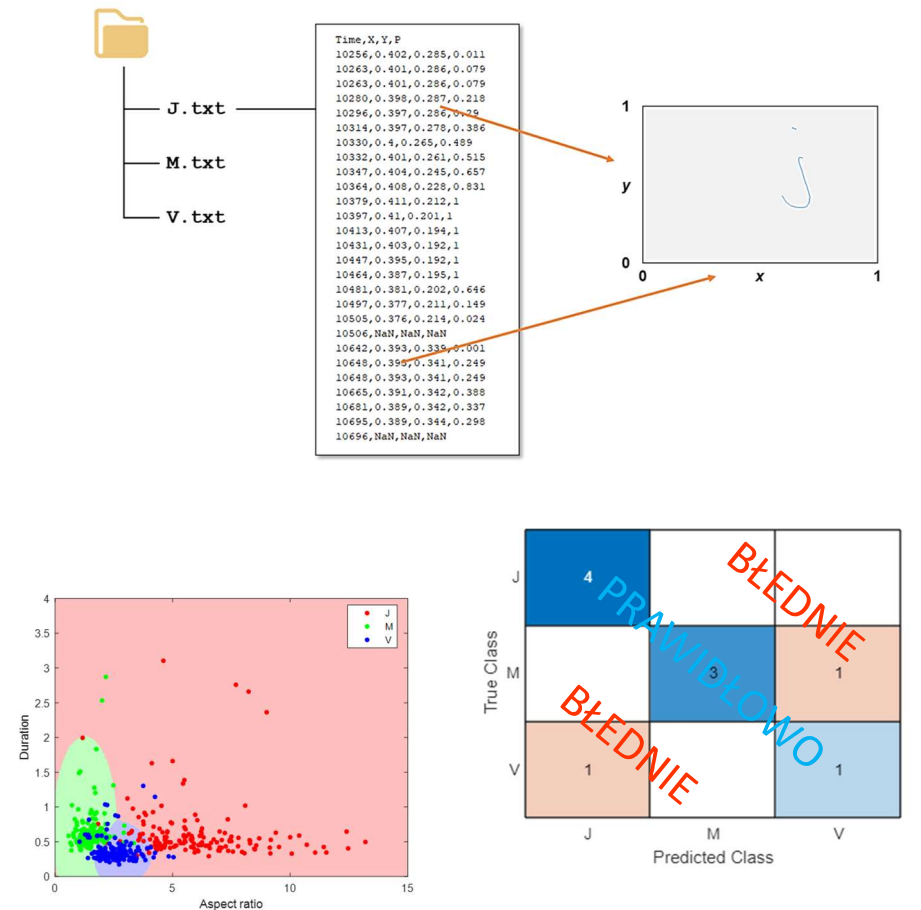 J.txt
M.txt
V.txt
Time,X,Y,P
10256,0.402,0.285,0.011
10263,0.401,0.286,0.079
10263,0.401,0.286,0.079
10280,0.398,0.287,0.218
10296,0.397,0.286,0.29
10314,0.397,0.278,0.386
10330,0.4,0.265,0.489
10332,0.401,0.261,0.515
10347,0.404,0.245,0.657
10364,0.408,0.228,0.831
10379,0.411,0.212,1
10397,0.41,0.201,1
10413,0.407,0.194,1
10431,0.403,0.192,1
10447,0.395,0.192,1
10464,0.387,0.195,1
10481,0.381,0.202,0.646
10497,0.377,0.211,0.149
10505,0.376,0.214,0.024
10506,NaN,NaN,NaN
10642,0.393,0.339,0.001
10648,0.393,0.341,0.249
10648,0.393,0.341,0.249
10665,0.391,0.342,0.388
10681,0.389,0.342,0.337
10695,0.389,0.344,0.298
10696,NaN,NaN,NaN
1
y
0
0 x 1
4
3.5
3
2.5
2
1.5
1
0.5
0
Duration
J
M
V
0 5 10 15
Aspect ratio
True Class
J 4
M 3 1
V 1 1
J M V
Predicted Class
BŁĘDNIE
PRAWIDŁOWO
BŁĘDNIE